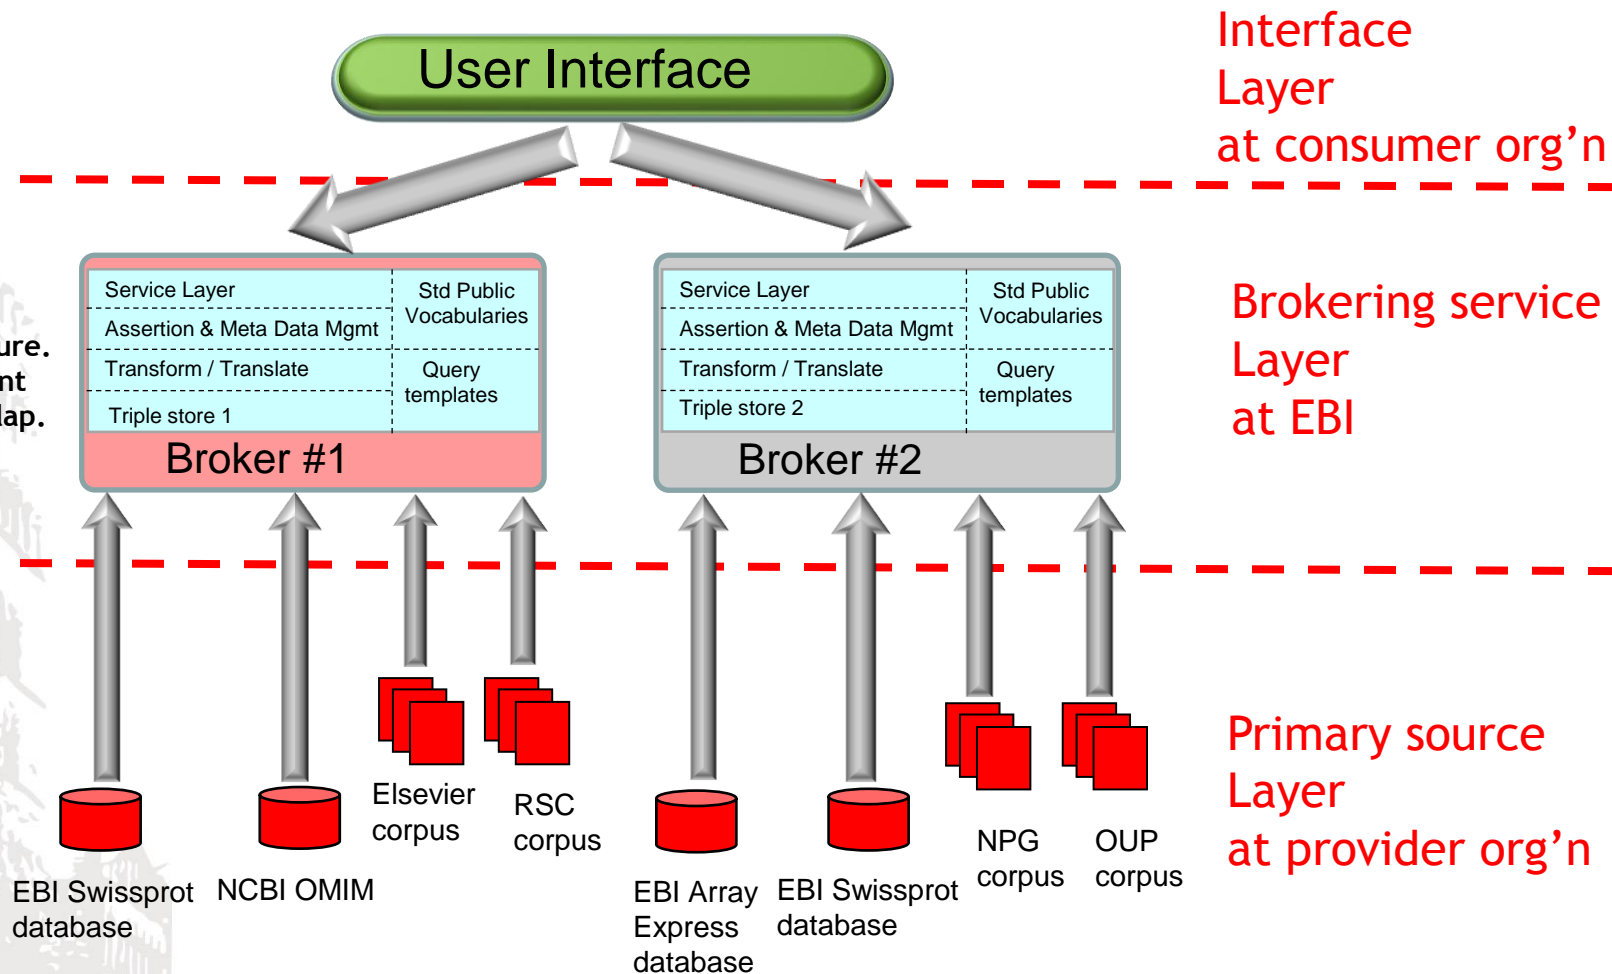 User Interface
Interface
Layer
at consumer org’n
Service Layer
Assertion & Meta Data Mgmt
Transform / Translate
Triple store 1
Std Public
Vocabularies
Query
templates
Broker #1
Service Layer
Assertion & Meta Data Mgmt
Transform / Translate
Triple store 2
Std Public
Vocabularies
Query
templates
Broker #2
Brokering service
Layer
at EBI
EBI Swissprot
database
NCBI OMIM
Elsevier
corpus
RSC
corpus
EBI Array
Express
database
EBI Swissprot
database
NPG
corpus
OUP
corpus
Primary source
Layer
at provider org’n